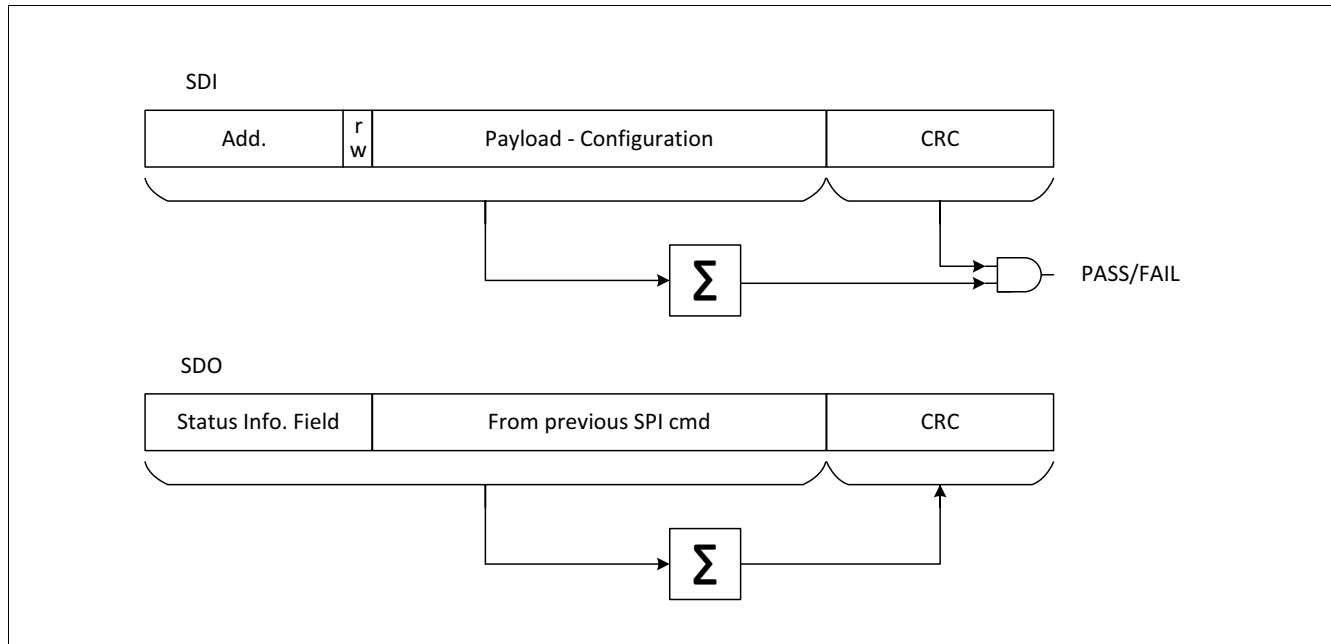 SDI
Add.
r
w
Payload - Configuration
CRC
Σ
PASS/FAIL
SDO
Status Info. Field
From previous SPI cmd
CRC
Σ